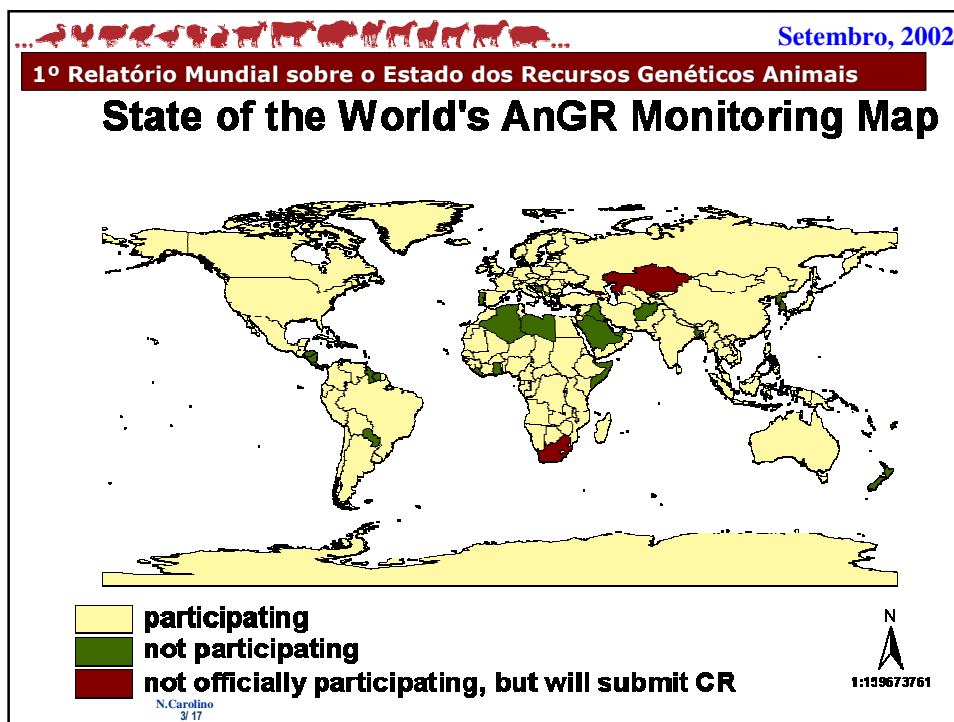 Setembro, 2002
1º Relatório Mundial sobre o Estado dos Recursos Genéticos Animais
State of the World's AnGR Monitoring Map
participating
not participating
not officially participating, but will submit CR
N
1:159673761
N.Carolino
3/ 17